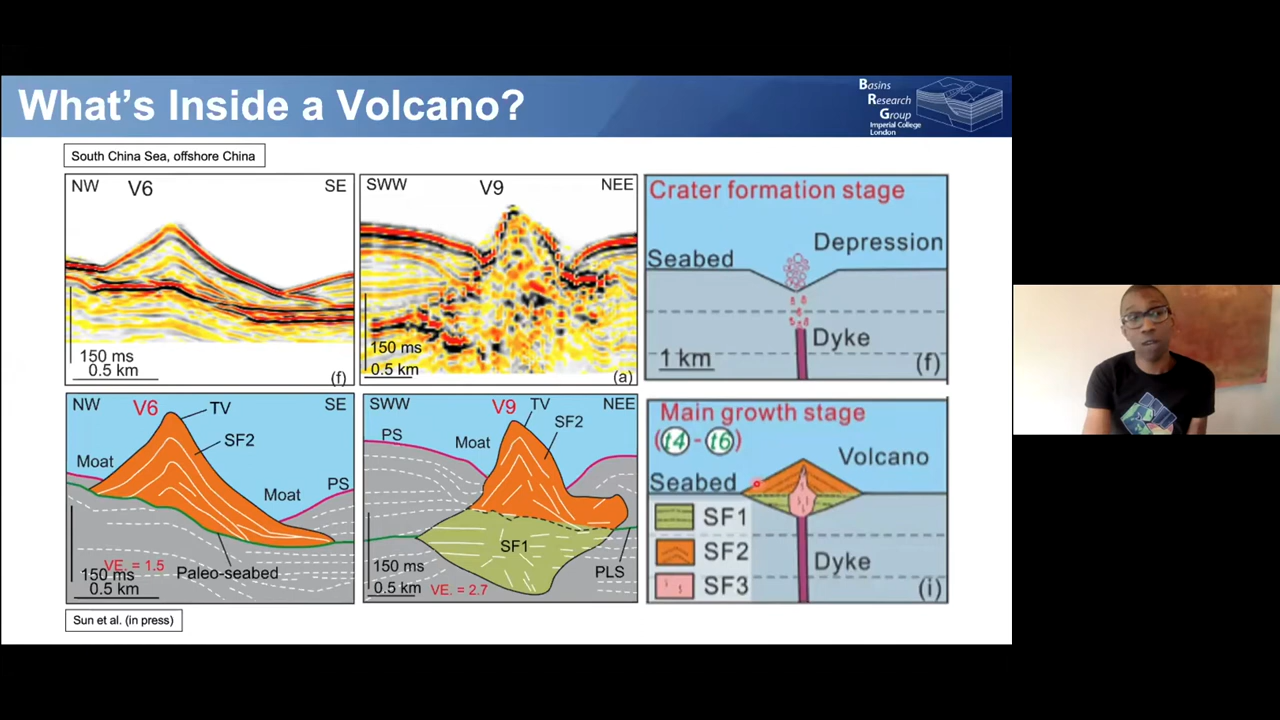 What's Inside a Volcano?
Basins
Research
Group
Imperial College
London
South China Sea, offshore China
NW V6 SE
150 ms
0.5 km
(f)
SWW V9 NEE
150 ms
0.5 km
(a)
Crater formation stage
Depression
Seabed
Dyke
1 km
(f)
NW V6 TV SE
SF2
Moat
Moat PS
VE. = 1.5
150 ms
Paleo-seabed
0.5 km
SWW V9 TV NEE
SF2
PS
Moat
SF1
150 ms
PLS
0.5 km
VE. = 2.7
Main growth stage
(t4 - t6)
Volcano
Seabed
SF1
SF2
Dyke
SF3
(i)
Sun et al. (in press)